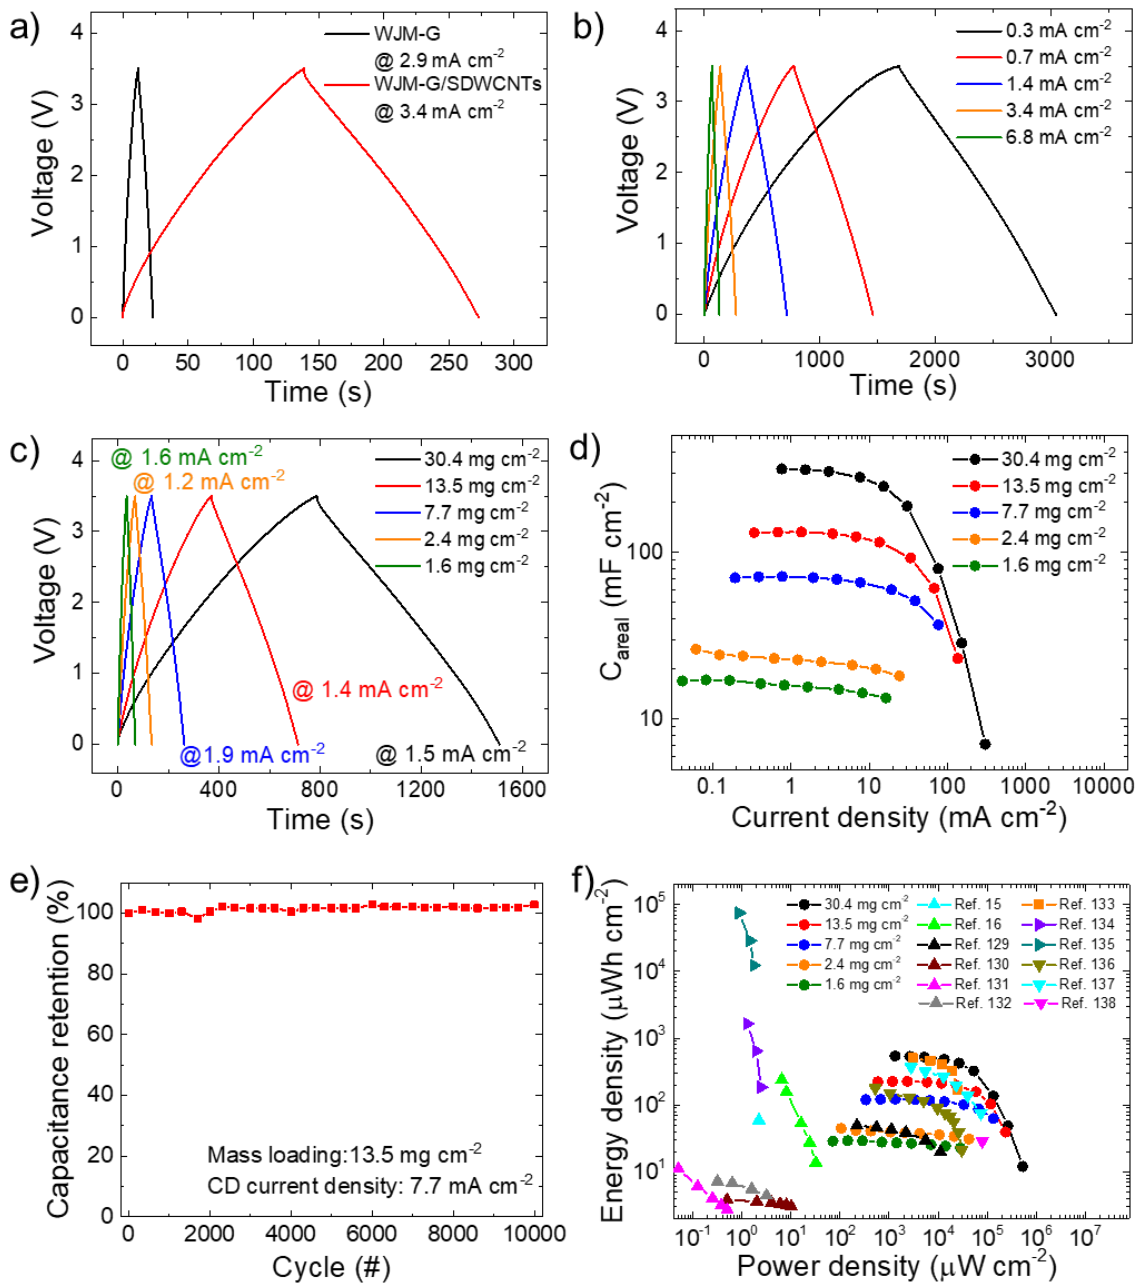 a)
WJM-G
@ 2.9 mA cm-2
WJM-G/SDWCNTs
@ 3.4 mA cm-2
Voltage (V)
4
3
2
1
0
0 50 100 150 200 250 300
Time (s)
b)
0.3 mA cm-2
0.7 mA cm-2
1.4 mA cm-2
3.4 mA cm-2
6.8 mA cm-2
Voltage (V)
4
3
2
1
0
0 1000 2000 3000
Time (s)
c)
@ 1.6 mA cm-2
@ 1.2 mA cm-2
30.4 mg cm-2
13.5 mg cm-2
7.7 mg cm-2
2.4 mg cm-2
1.6 mg cm-2
@ 1.4 mA cm-2
@1.9 mA cm-2
@ 1.5 mA cm-2
Voltage (V)
4
3
2
1
0
0 400 800 1200 1600
Time (s)
d)
30.4 mg cm-2
13.5 mg cm-2
7.7 mg cm-2
2.4 mg cm-2
1.6 mg cm-2
Careal (mF cm-2)
100
10
0.1 1 10 100 1000
Current density (mA cm-2)
e)
Capacitance retention (%)
100
80
60
40
20
0
Mass loading:13.5 mg cm-2
CD current density: 7.7 mA cm-2
0 2000 4000 6000 8000 10000
Cycle (#)
f)
30.4 mg cm-2
13.5 mg cm-2
7.7 mg cm-2
2.4 mg cm-2
1.6 mg cm-2
Ref. 15
Ref. 16
Ref. 129
Ref. 130
Ref. 131
Ref. 132
Ref. 133
Ref. 134
Ref. 135
Ref. 136
Ref. 137
Ref. 138
Energy density (μWh cm-2)
10^5
10^4
10^3
10^2
10^1
10^0
10^-1 10^0 10^1 10^2 10^3 10^4 10^5 10^6 10^7
Power density (μW cm-2)